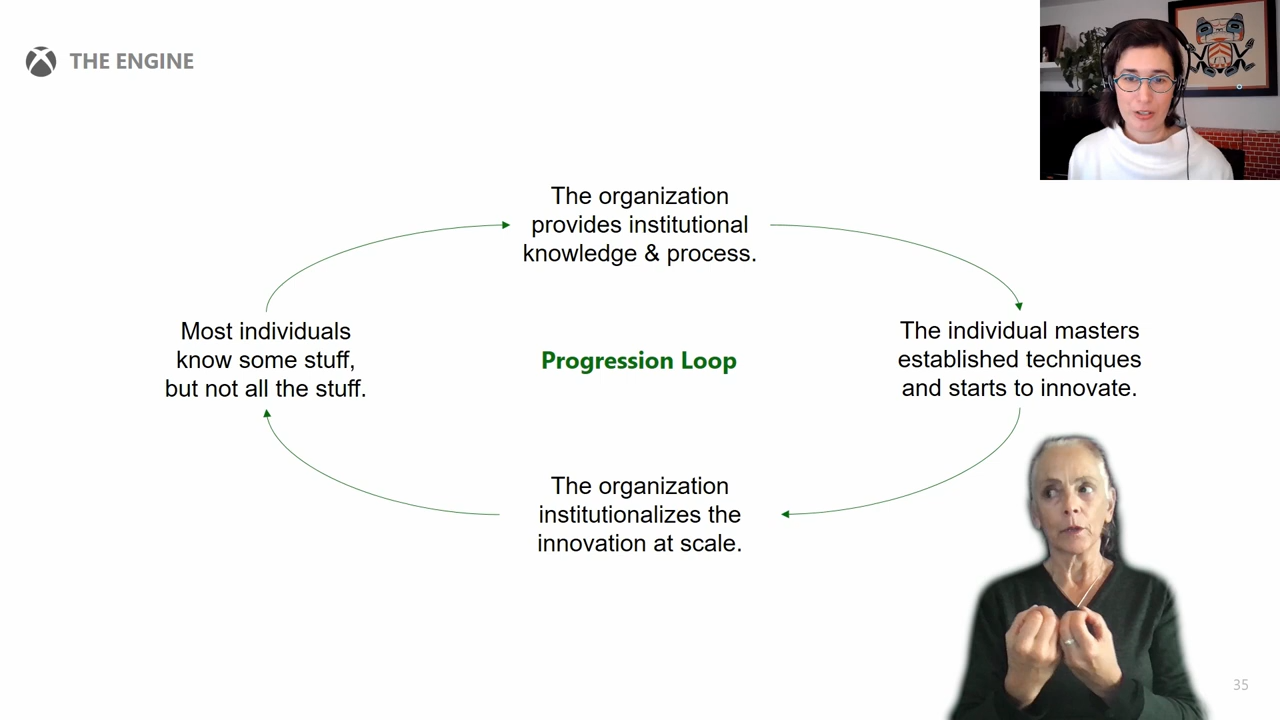 THE ENGINE
The organization
provides institutional
knowledge & process.
Most individuals
know some stuff,
but not all the stuff.
Progression Loop
The individual masters
established techniques
and starts to innovate.
The organization
institutionalizes the
innovation at scale.
35